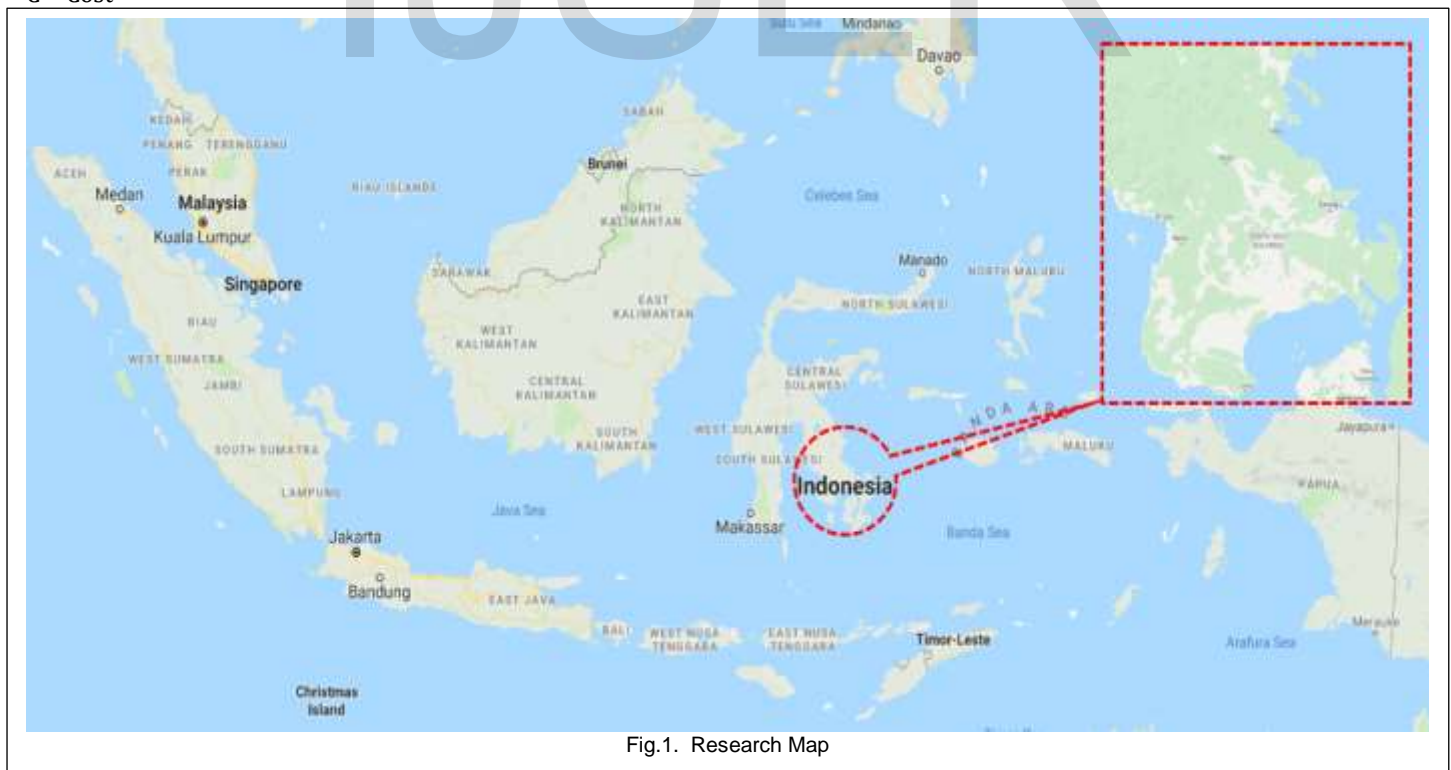 IJSER
Mindanao
Davao
KEDAH
PENANG TERENGGANU
SABAH
ACEH
PERAK
Brunei
Medan
Malaysia
RIAU ISLANDS
Celebes Sea
NORTH
KALIMANTAN
Kuala Lumpur
Manado
SARAWAK
NORTH MALUKU
Singapore
EAST
KALIMANTAN
NORTH SULAWESI
RIAU
WEST
KALIMANTAN
WEST SUMATRA
CENTRAL
SULAWESI
JAMBI
CENTRAL
KALIMANTAN
SOUTH
KALIMANTAN
WEST SULAWESI
MALUKU
Jayapura
SOUTH SUMATRA
SOUTH SULAWESI
Indonesia
PAPUA
LAMPUNG
Java Sea
Makassar
Banda Sea
Jakarta
Bandung
EAST JAVA
BALI
WEST NUSA
TENGGARA
EAST NUSA
TENGGARA
Timor-Leste
Merauke
Arafura Sea
Christmas
Island
Fig.1. Research Map